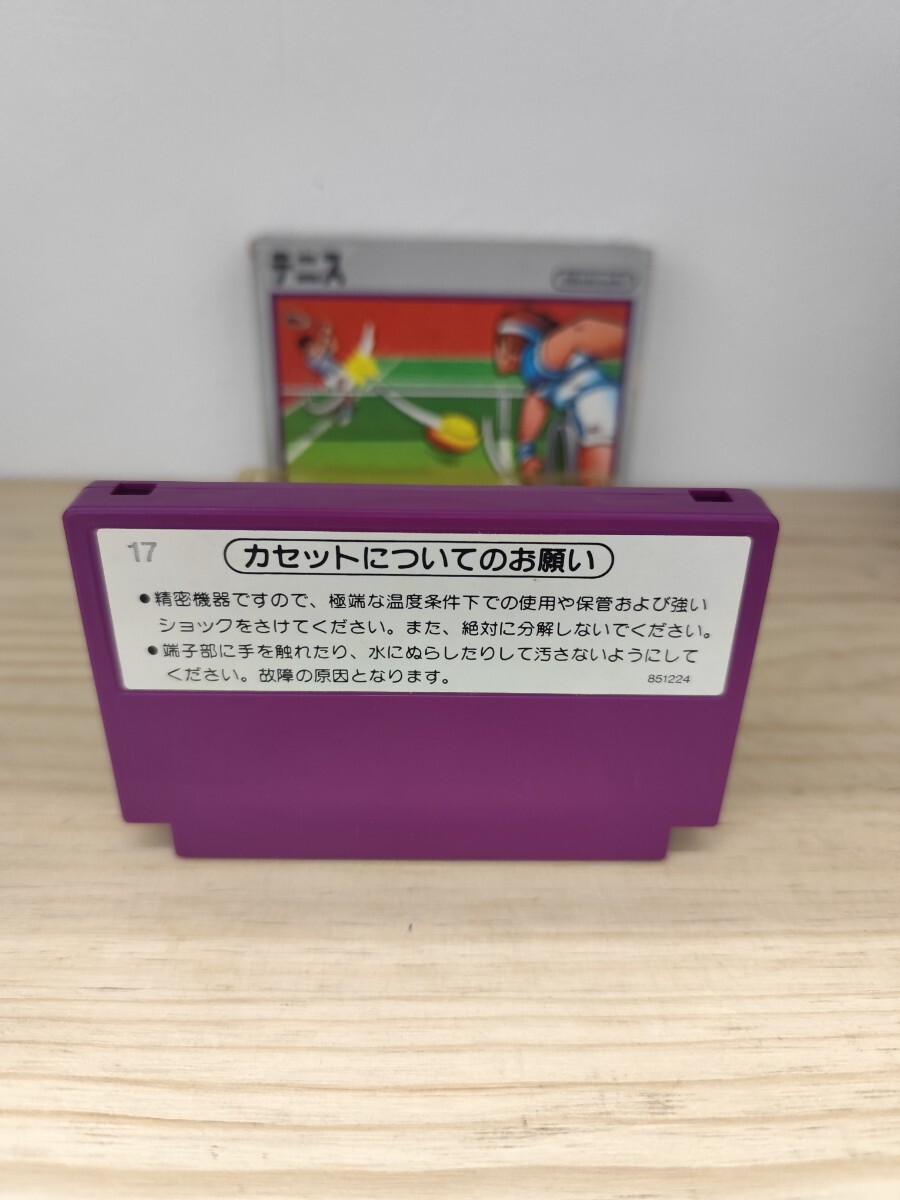 テニス
Nintendo
17
カセットについてのお願い
●精密機器ですので、極端な温度条件下での使用や保管および強い
ショックをさけてください。また、絶対に分解しないでください。
●端子部に手を触れたり、水にぬらしたりして汚さないようにして
ください。故障の原因となります。
851224